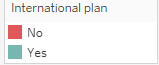 International plan
No
Yes